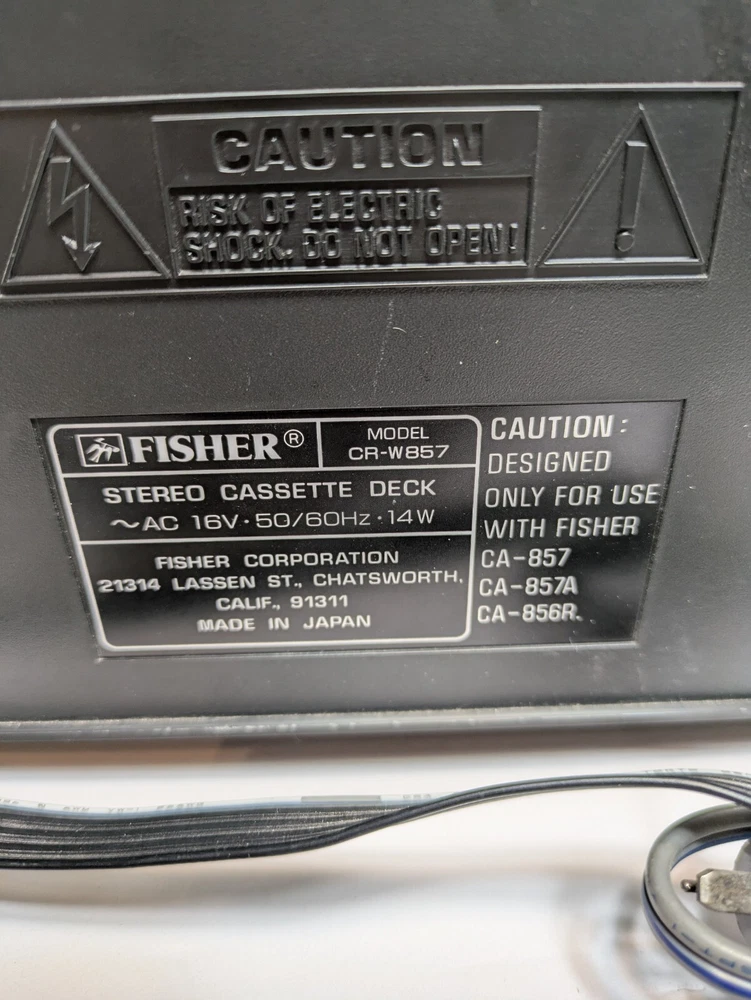 CAUTION
RISK OF ELECTRIC
SHOCK. DO NOT OPEN!
FISHER®
MODEL
CR-W857
STEREO CASSETTE DECK
~AC 16V·50/60Hz·14W
FISHER CORPORATION
21314 LASSEN ST., CHATSWORTH,
CALIF., 91311
MADE IN JAPAN
CAUTION:
DESIGNED
ONLY FOR USE
WITH FISHER
CA-857
CA-857A
CA-856R.